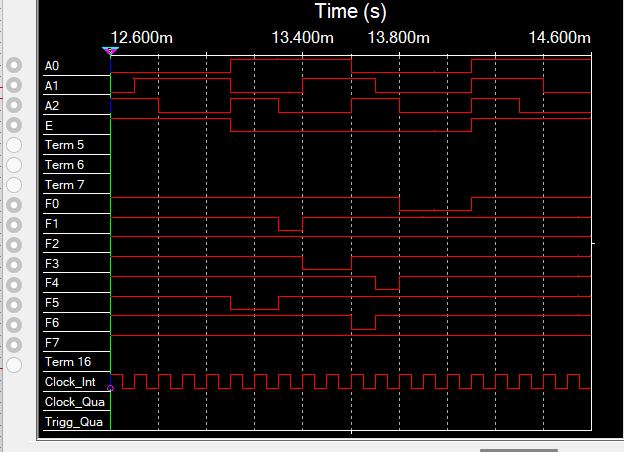 Time (s)
12.600m 13.400m 13.800m 14.600m
A0
A1
A2
E
Term 5
Term 6
Term 7
F0
F1
F2
F3
F4
F5
F6
F7
Term 16
Clock_Int
Clock_Qua
Trigg_Qua